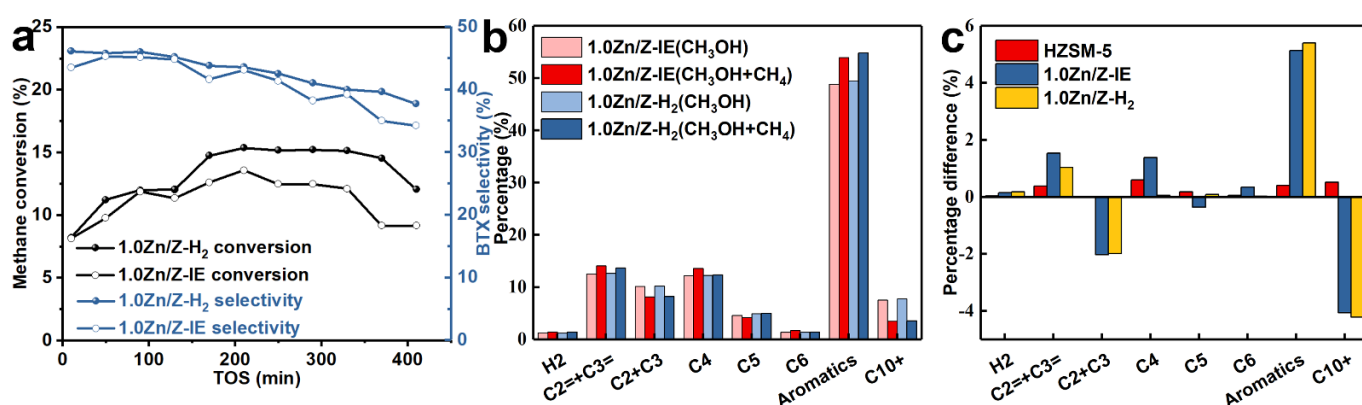 a
Methane conversion (%)
25
20
15
10
5
0
0
100
200
300
400
TOS (min)
50
40
30
20
10
0
BTX selectivity (%)
1.0Zn/Z-H₂ conversion
1.0Zn/Z-IE conversion
1.0Zn/Z-H₂ selectivity
1.0Zn/Z-IE selectivity
b
Percentage (%)
60
50
40
30
20
10
0
1.0Zn/Z-IE(CH₃OH)
1.0Zn/Z-IE(CH₃OH+CH₄)
1.0Zn/Z-H₂(CH₃OH)
1.0Zn/Z-H₂(CH₃OH+CH₄)
H2
C2=+C3=
C2+C3
C4
C5
C6
Aromatics
C10+
c
Percentage difference (%)
6
4
2
0
-2
-4
HZSM-5
1.0Zn/Z-IE
1.0Zn/Z-H₂
H2
C2=+C3=
C2+C3
C4
C5
C6
Aromatics
C10+